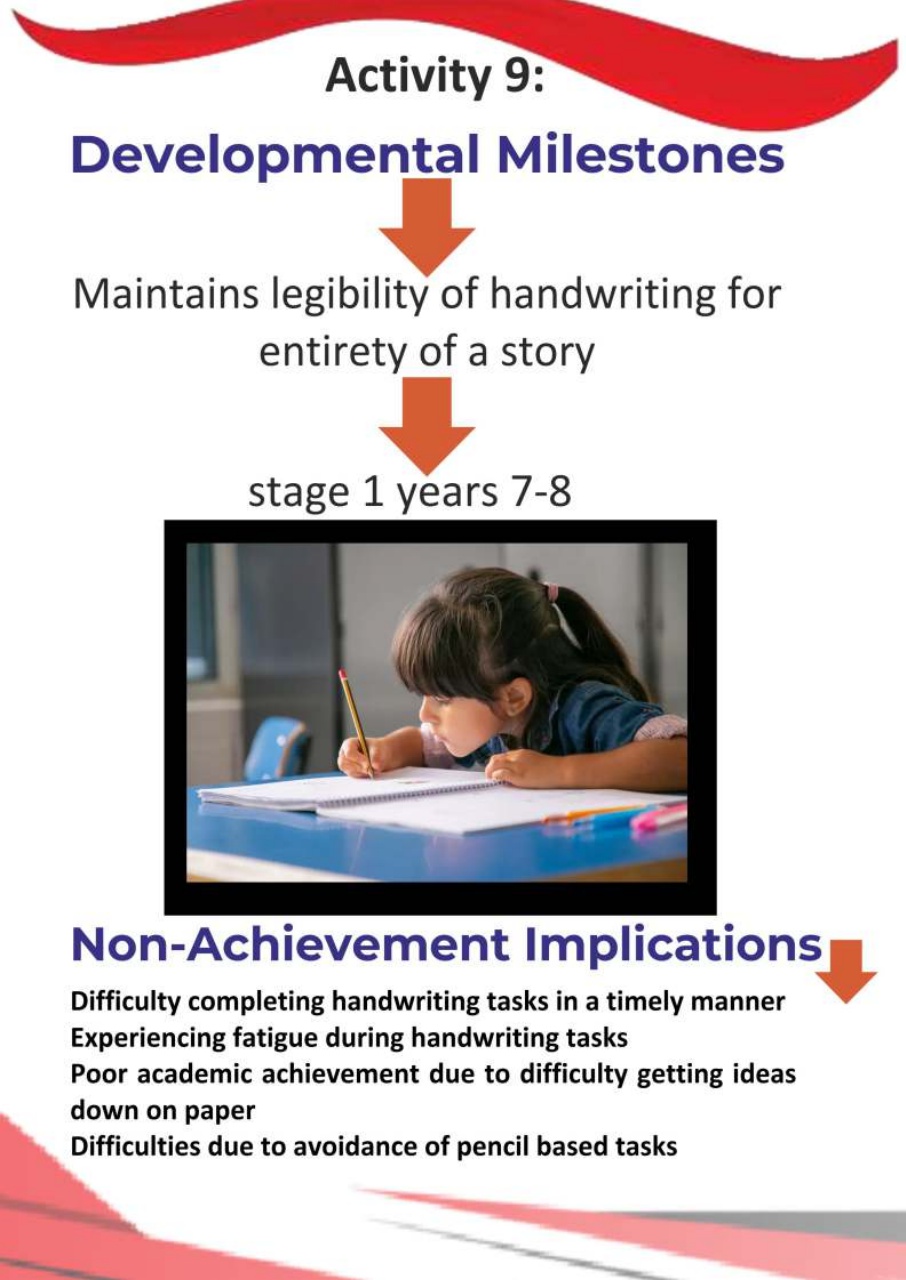 Activity 9:
Developmental Milestones
Maintains legibility of handwriting for
entirety of a story
stage 1 years 7-8
Non-Achievement Implications
Difficulty completing handwriting tasks in a timely manner
Experiencing fatigue during handwriting tasks
Poor academic achievement due to difficulty getting ideas
down on paper
Difficulties due to avoidance of pencil based tasks